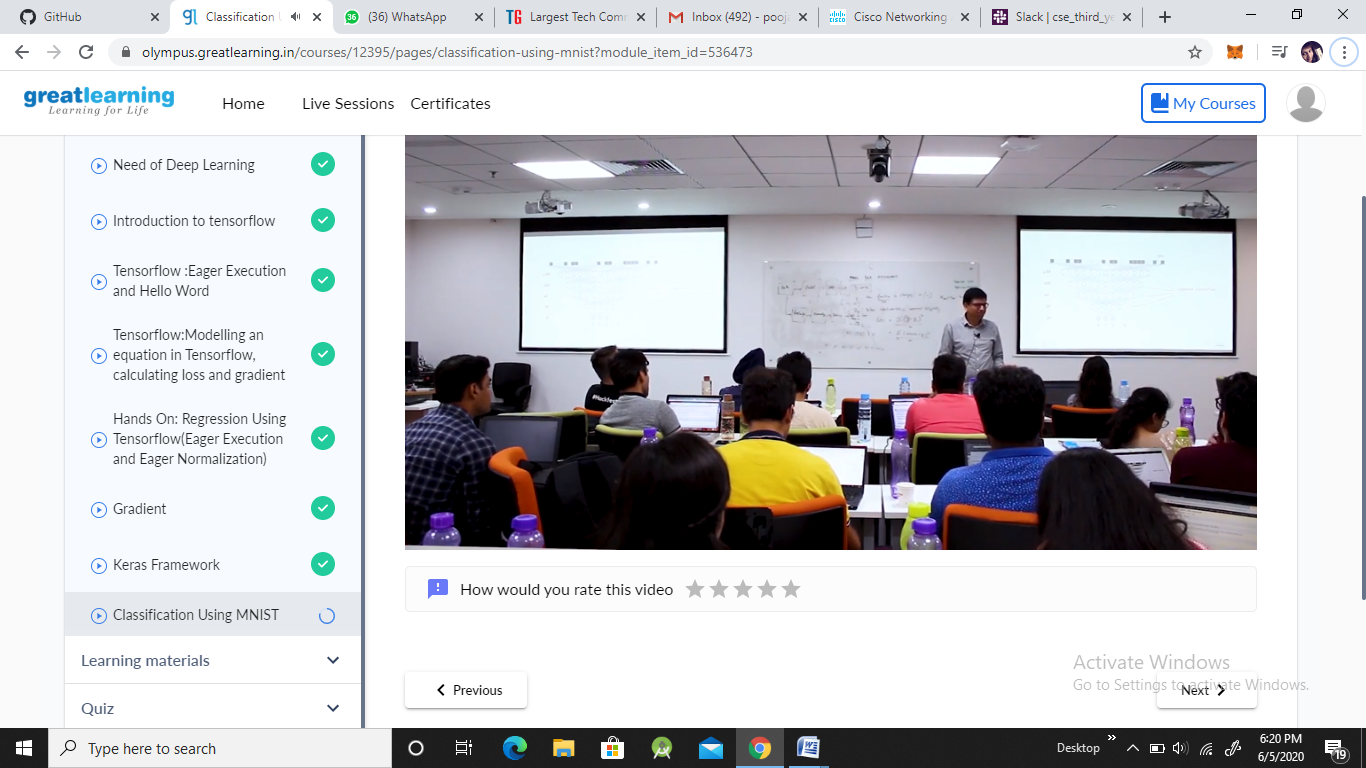 GitHub
Classification U
(36) WhatsApp
TG Largest Tech Com
Inbox (492) - pooja
Cisco Networking
Slack | cse_third_ye
olympus.greatlearning.in/courses/12395/pages/classification-using-mnist?module_item_id=536473
greatlearning
Learning for Life
Home
Live Sessions
Certificates
My Courses
Need of Deep Learning
Introduction to tensorflow
Tensorflow :Eager Execution
and Hello Word
Tensorflow:Modelling an
equation in Tensorflow,
calculating loss and gradient
Hands On: Regression Using
Tensorflow(Eager Execution
and Eager Normalization)
Gradient
Keras Framework
Classification Using MNIST
Learning materials
Quiz
How would you rate this video
Previous
Next
Activate Windows
Go to Settings to activate Windows.
Type here to search
Desktop
6:20 PM
6/5/2020
19